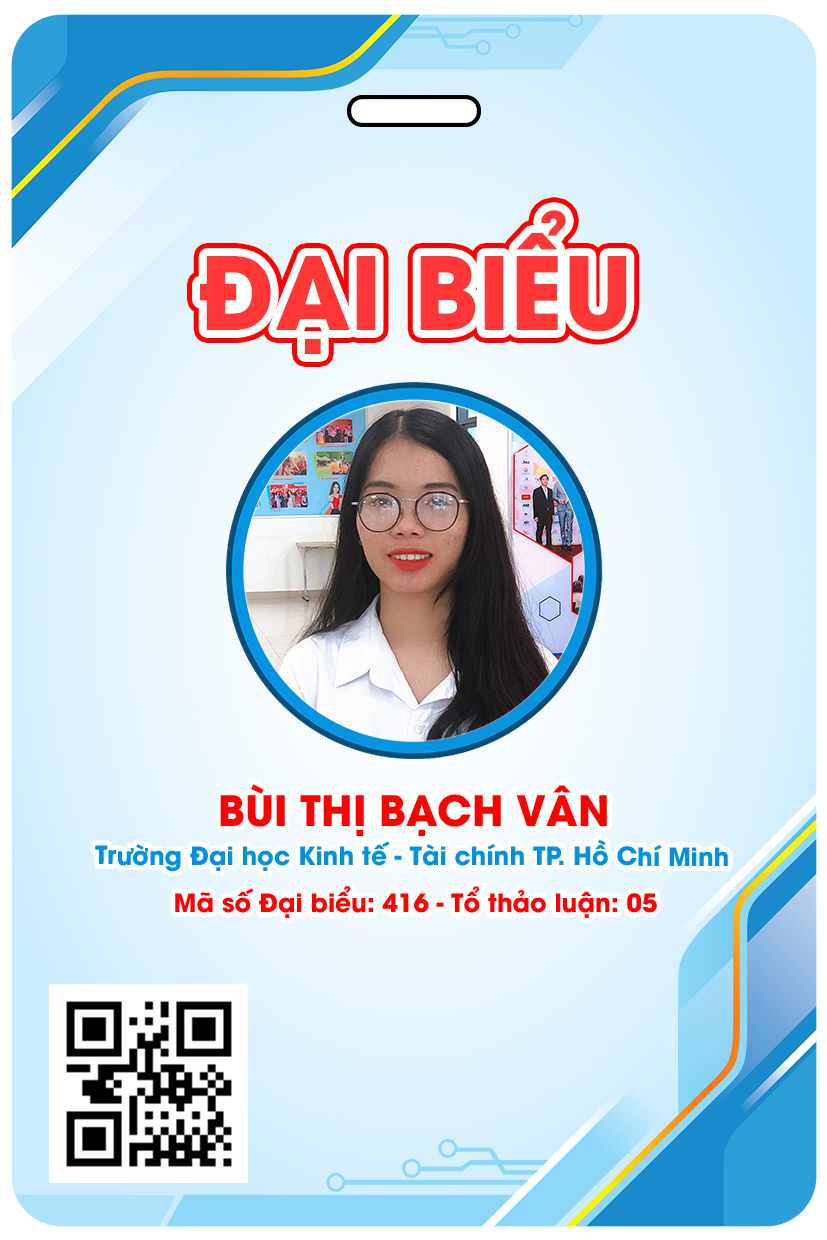 ĐẠI BIỂU
BÙI THỊ BẠCH VÂN
Trường Đại học Kinh tế - Tài chính TP. Hồ Chí Minh
Mã số Đại biểu: 416 - Tổ thảo luận: 05